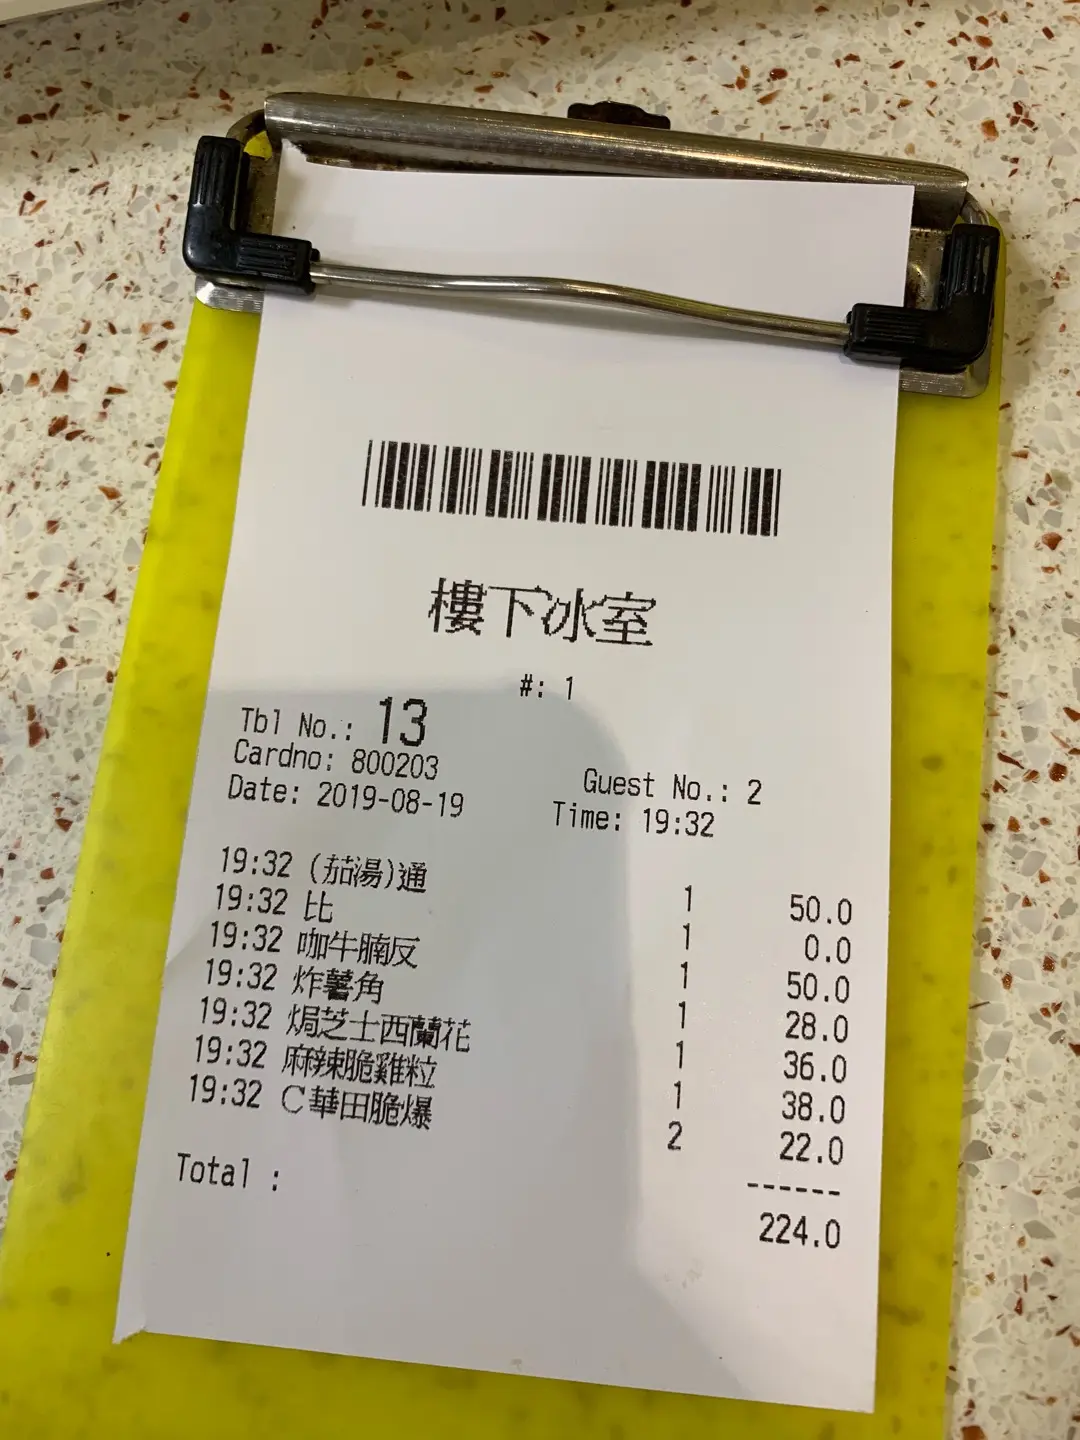 樓下冰室
#: 1
Tbl No.: 13
Cardno: 800203 Guest No.: 2
Date: 2019-08-19 Time: 19:32
19:32 (茄湯)通 1 50.0
19:32 比 1 0.0
19:32 咖牛腩反 1 50.0
19:32 炸薯角 1 28.0
19:32 焗芝士西蘭花 1 36.0
19:32 麻辣脆雞粒 1 38.0
19:32 C華田脆爆 2 22.0
------
Total : 224.0